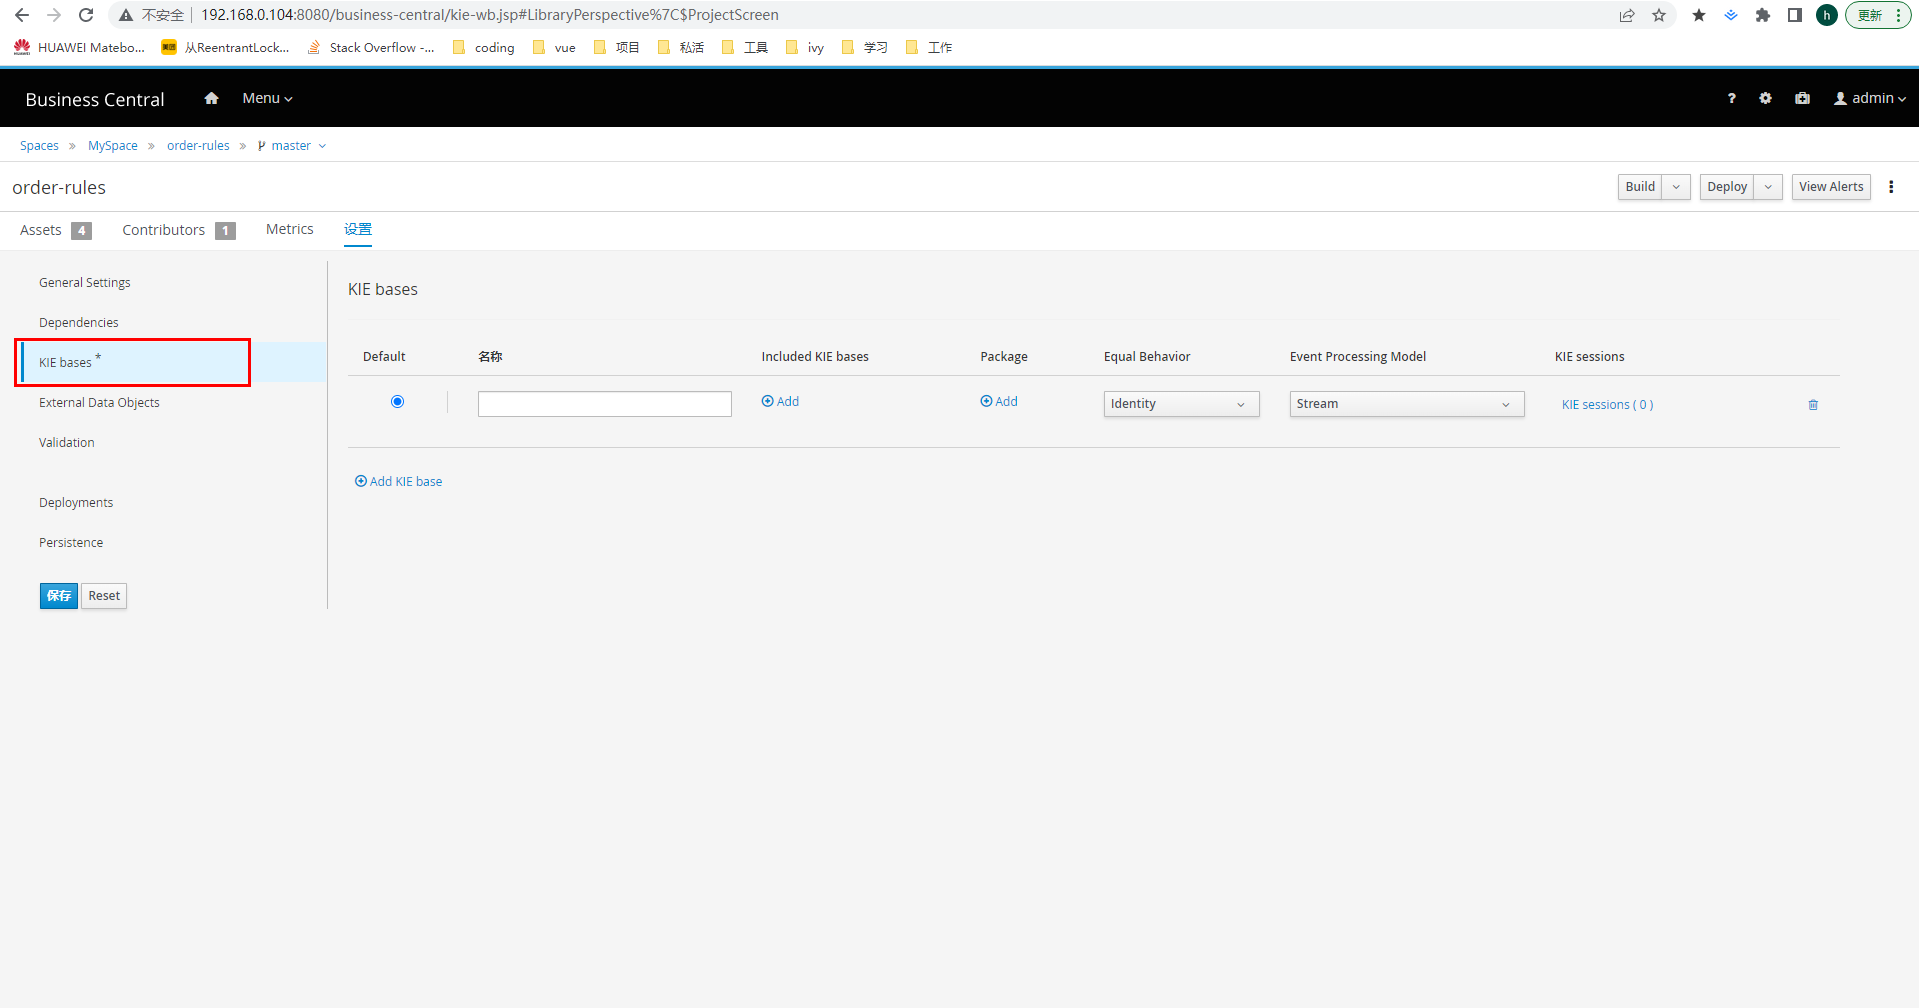 不安全 192.168.0.104:8080/business-central/kie-wb.jsp#LibraryPerspective%7C$ProjectScreen h 更新
HUAWEI Matebo... 美团 从ReentrantLock... Stack Overflow -... coding vue 项目 私活 工具 ivy 学习 工作
Business Central Menu ? admin
Spaces » MySpace » order-rules » master
order-rules Build Deploy View Alerts
Assets 4 Contributors 1 Metrics 设置
General Settings
Dependencies
KIE bases *
External Data Objects
Validation
Deployments
Persistence
保存 Reset
KIE bases
Default 名称 Included KIE bases Package Equal Behavior Event Processing Model KIE sessions
Add Add Identity Stream KIE sessions ( 0 )
Add KIE base